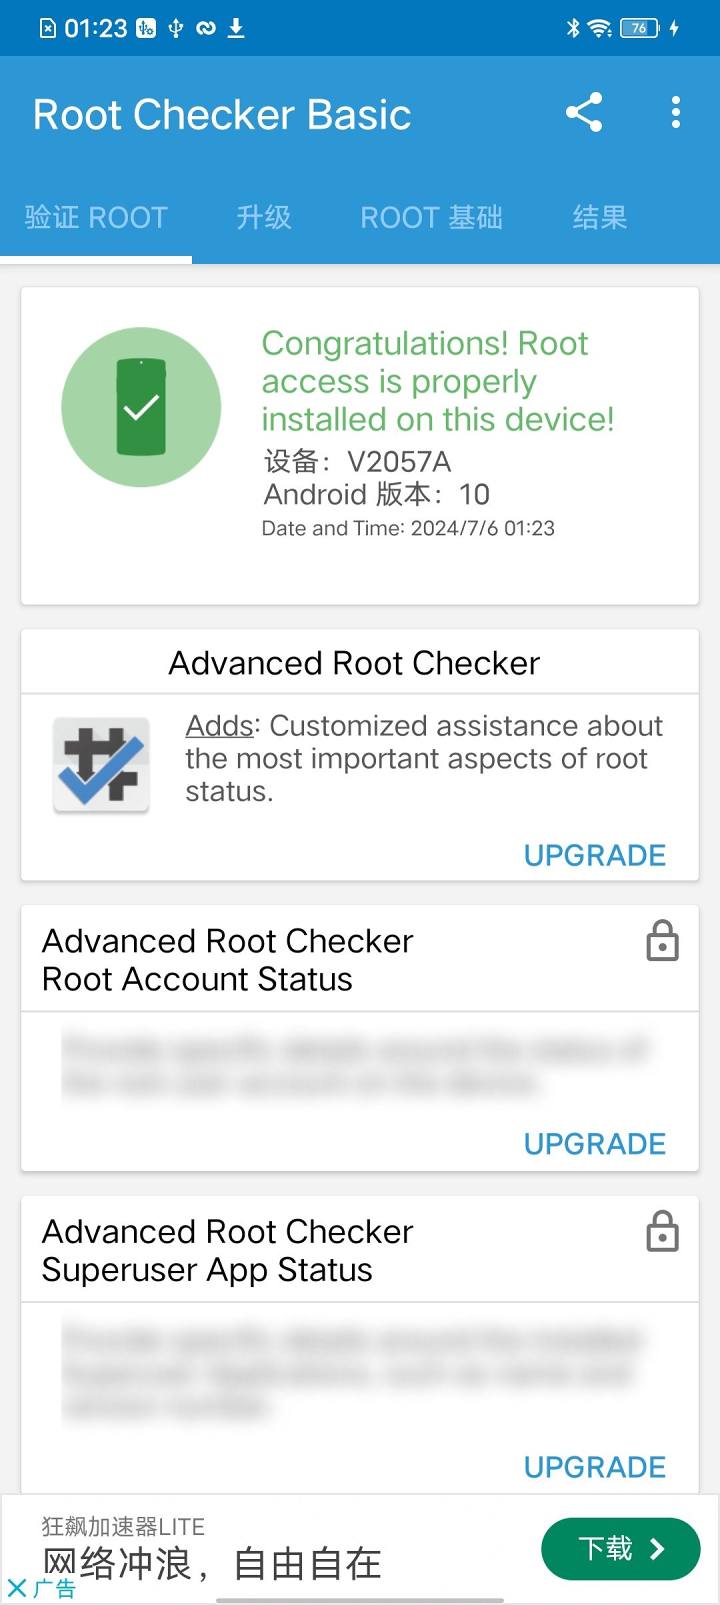 01:23
76
Root Checker Basic
验证 ROOT
升级
ROOT 基础
结果
Congratulations! Root
access is properly
installed on this device!
设备：V2057A
Android 版本：10
Date and Time: 2024/7/6 01:23
Advanced Root Checker
Adds: Customized assistance about
the most important aspects of root
status.
UPGRADE
Advanced Root Checker
Root Account Status
UPGRADE
Advanced Root Checker
Superuser App Status
UPGRADE
狂飙加速器LITE
网络冲浪，自由自在
下载
广告